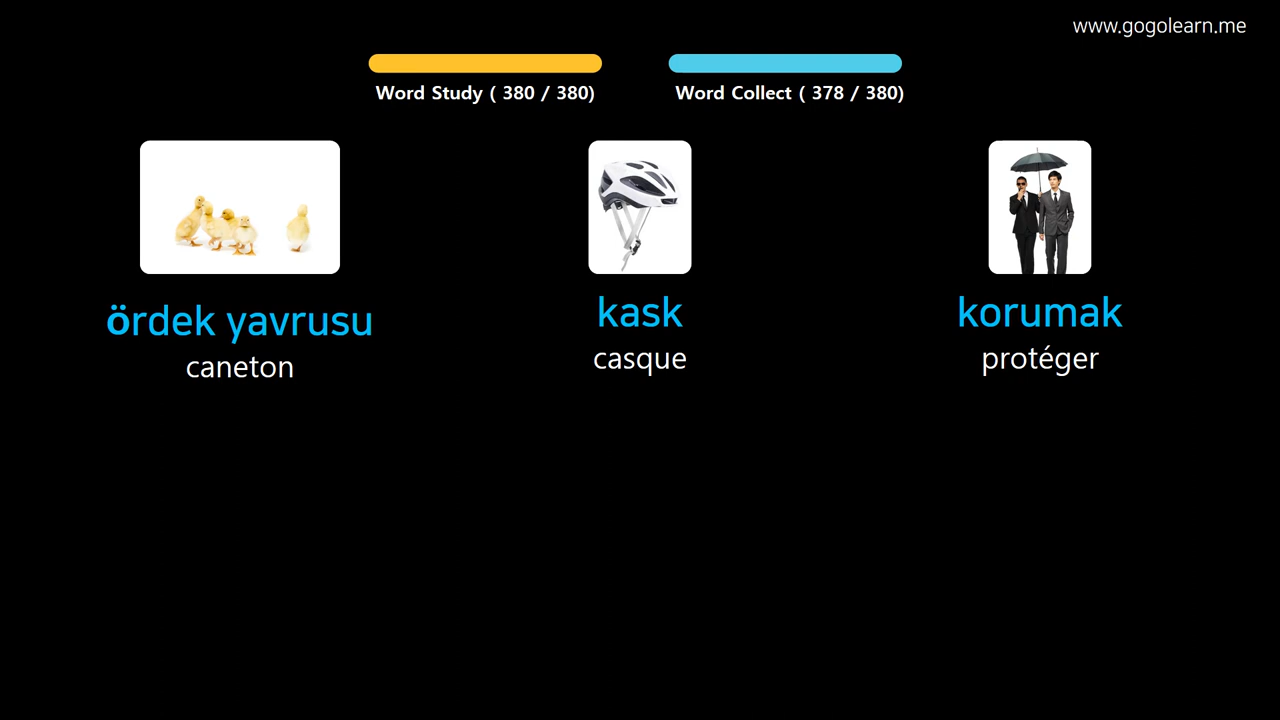 www.gogolearn.me
Word Study ( 380 / 380)
Word Collect ( 378 / 380)
ördek yavrusu
caneton
kask
casque
korumak
protéger